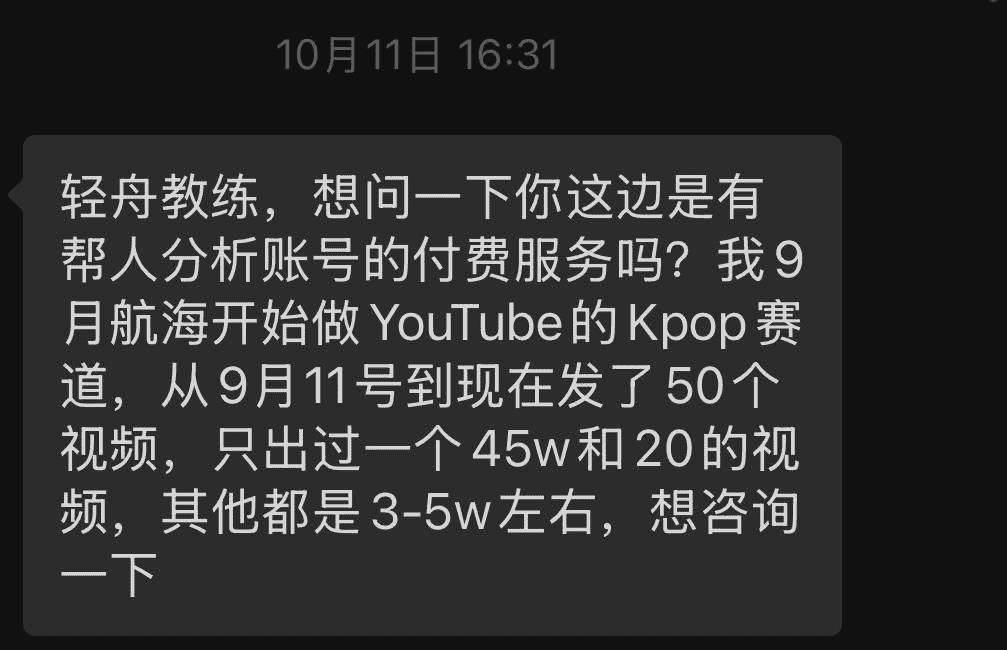 10月11日 16:31
轻舟教练，想问一下你这边是有
帮人分析账号的付费服务吗？我9
月航海开始做YouTube的Kpop赛
道，从9月11号到现在发了50个
视频，只出过一个45w和20的视
频，其他都是3-5w左右，想咨询
一下